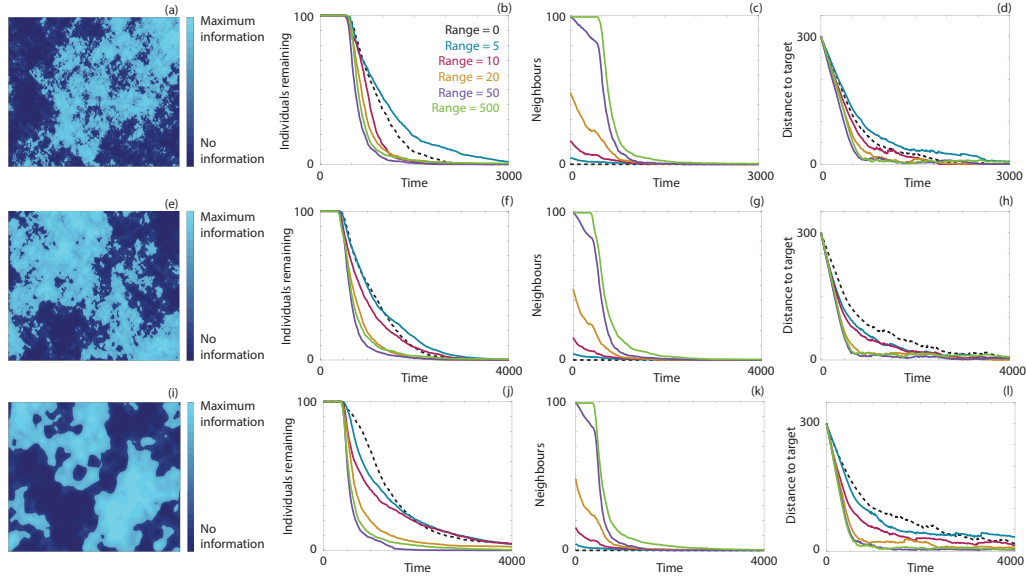 (a)
Maximum
information
No
information
(b)
Individuals remaining
100
0
Range = 0
Range = 5
Range = 10
Range = 20
Range = 50
Range = 500
0
Time
3000
(c)
Neighbours
100
0
0
Time
3000
(d)
Distance to target
300
0
0
Time
3000
(e)
Maximum
information
No
information
(f)
Individuals remaining
100
0
0
Time
4000
(g)
Neighbours
100
0
0
Time
4000
(h)
Distance to target
300
0
0
Time
4000
(i)
Maximum
information
No
information
(j)
Individuals remaining
100
0
0
Time
4000
(k)
Neighbours
100
0
0
Time
4000
(l)
Distance to target
300
0
0
Time
4000